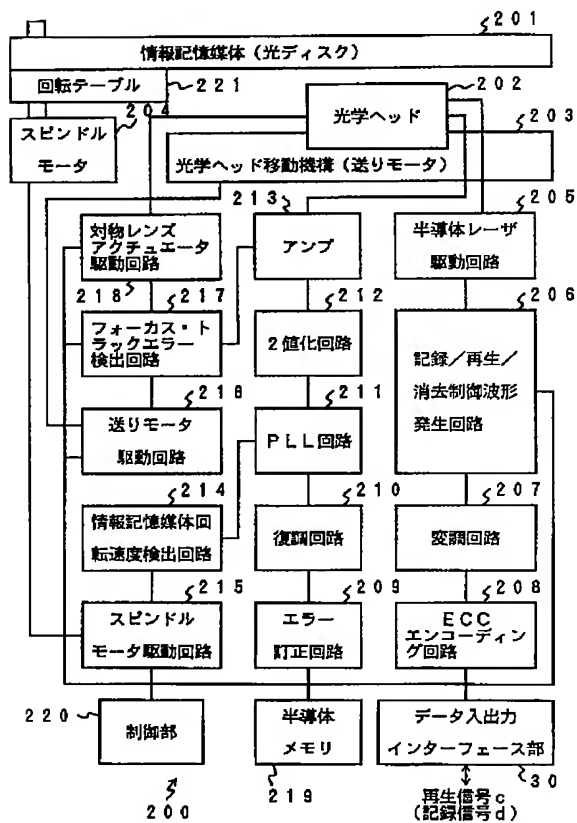 201
情報記憶媒体(光ディスク)
回転テーブル
221
202
204
光学ヘッド
203
スピンドル
モータ
光学ヘッド移動機構(送りモータ)
213
205
対物レンズ
アクチュエータ
駆動回路
アンプ
半導体レーザ
駆動回路
218
217
212
206
フォーカス・ト
ラックエラー
検出回路
2値化回路
記録/再生/
消去制御波形
発生回路
216
211
送りモータ
駆動回路
PLL回路
214
210
207
情報記憶媒体回
転速度検出回路
復調回路
変調回路
215
209
208
スピンドル
モータ駆動回路
エラー
訂正回路
ECC
エンコーディン
グ回路
220
制御部
半導体
メモリ
データ入出力
インターフェース部
200
219
30
再生信号c
(記録信号d)